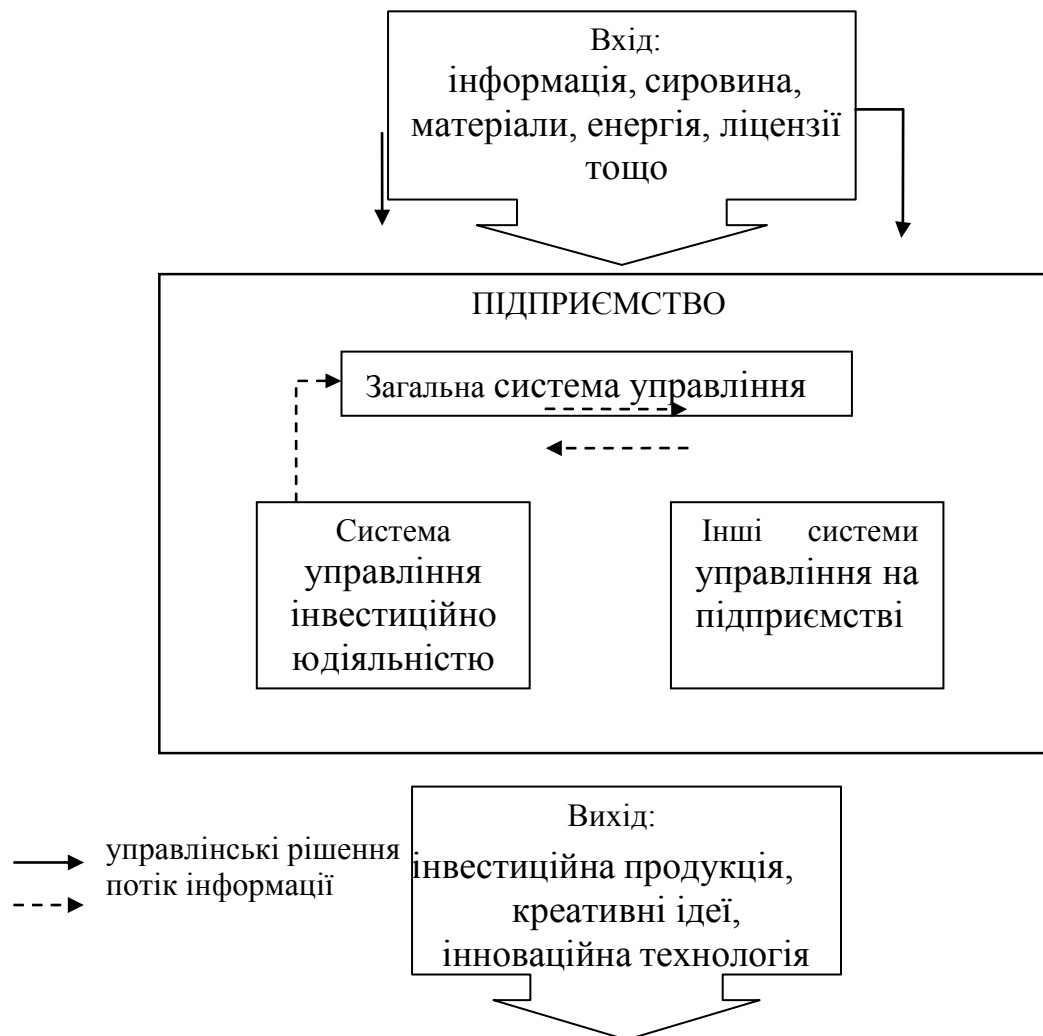 Вхід:
інформація, сировина,
матеріали, енергія, ліцензії
тощо
ПІДПРИЄМСТВО
Загальна система управління
Система
управління
інвестиційно
юдіяльністю
Інші системи
управління на
підприємстві
Вихід:
інвестиційна продукція,
креативні ідеї,
інноваційна технологія
управлінські рішення
потік інформації